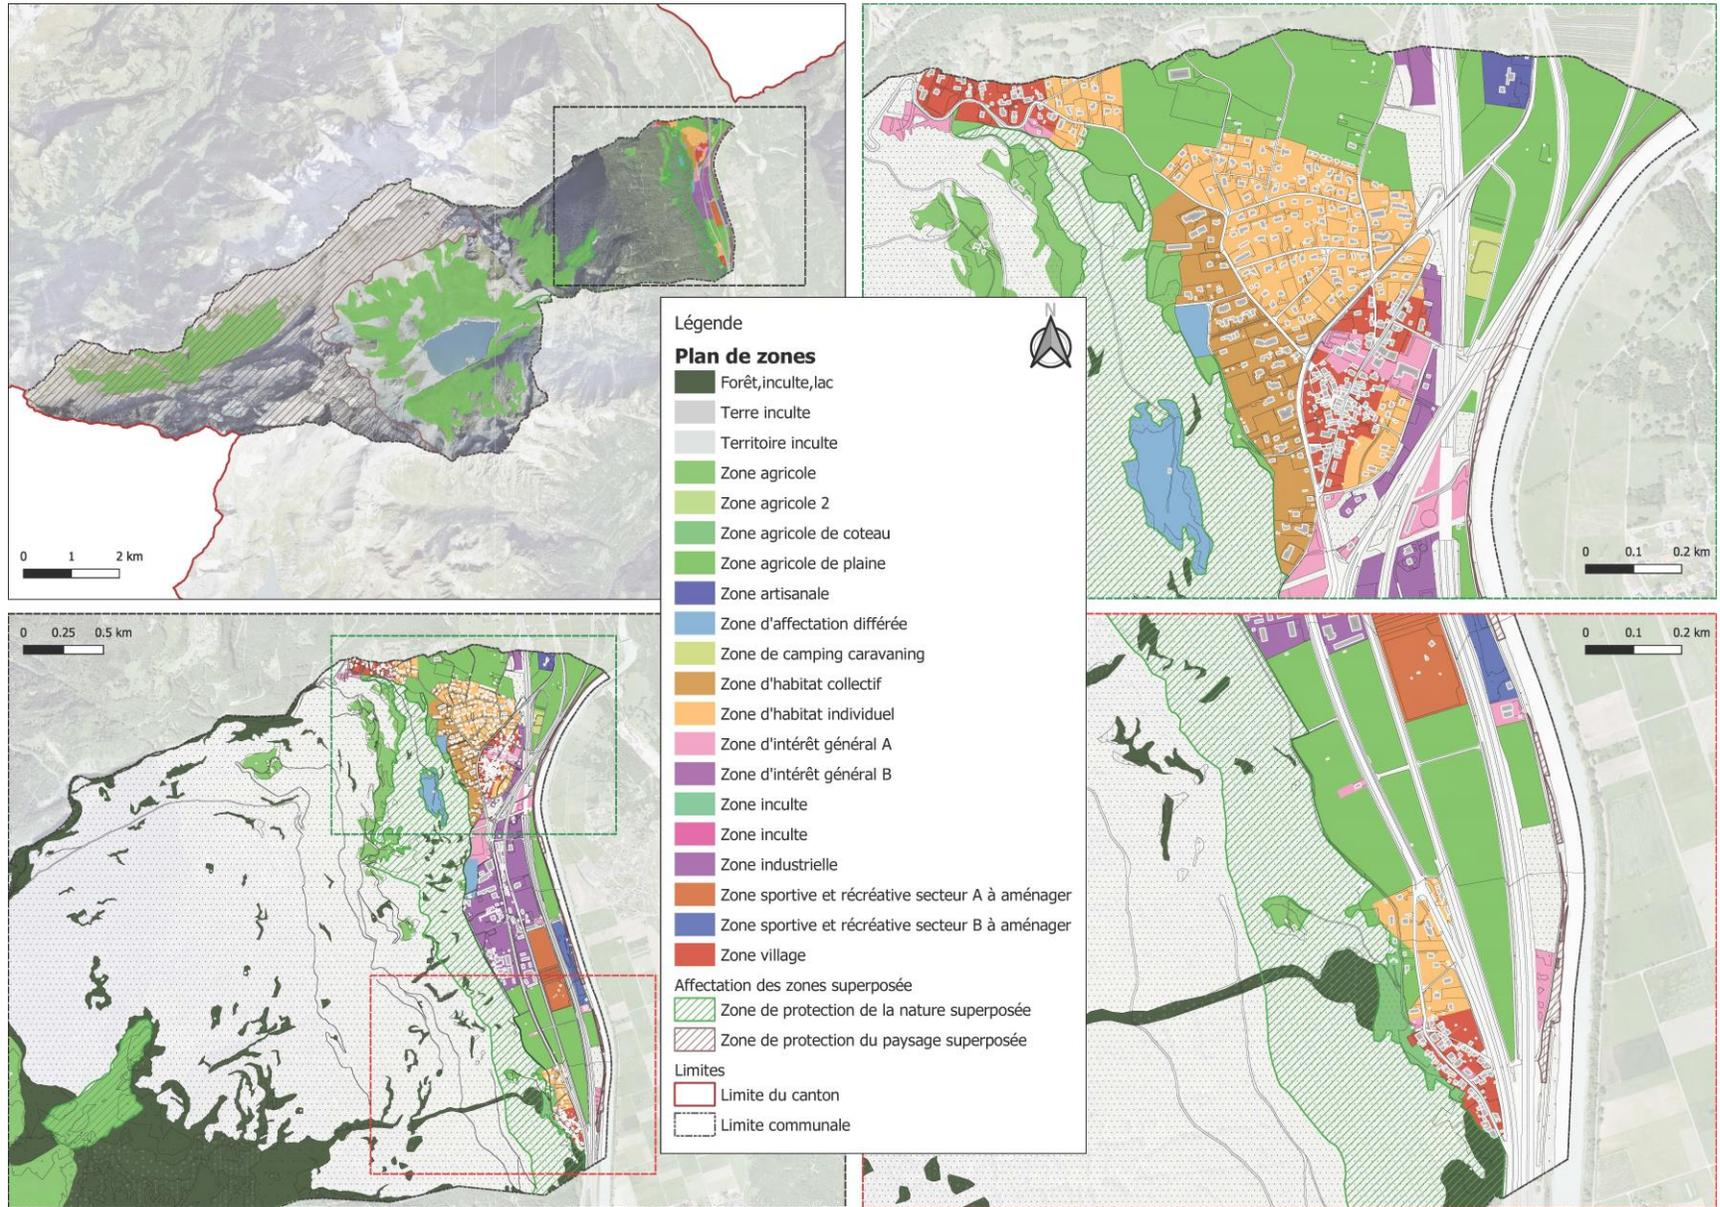 0 1 2 km
0 0.1 0.2 km
0 0.25 0.5 km
0 0.1 0.2 km
Légende
N
Plan de zones
Forêt,inculte,lac
Terre inculte
Territoire inculte
Zone agricole
Zone agricole 2
Zone agricole de coteau
Zone agricole de plaine
Zone artisanale
Zone d'affectation différée
Zone de camping caravaning
Zone d'habitat collectif
Zone d'habitat individuel
Zone d'intérêt général A
Zone d'intérêt général B
Zone inculte
Zone inculte
Zone industrielle
Zone sportive et récréative secteur A à aménager
Zone sportive et récréative secteur B à aménager
Zone village
Affectation des zones superposée
Zone de protection de la nature superposée
Zone de protection du paysage superposée
Limites
Limite du canton
Limite communale